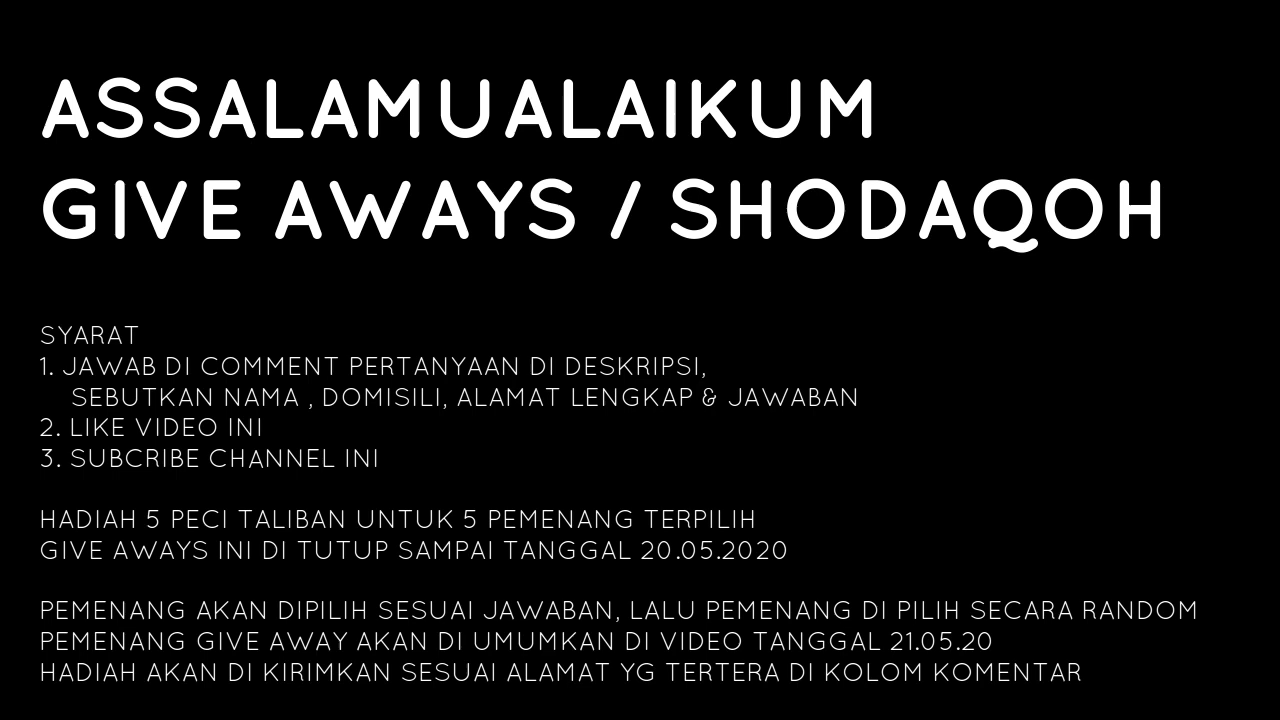 ASSALAMUALAIKUM
GIVE AWAYS / SHODAQOH
SYARAT
1. JAWAB DI COMMENT PERTANYAAN DI DESKRIPSI,
SEBUTKAN NAMA , DOMISILI, ALAMAT LENGKAP & JAWABAN
2. LIKE VIDEO INI
3. SUBCRIBE CHANNEL INI
HADIAH 5 PECI TALIBAN UNTUK 5 PEMENANG TERPILIH
GIVE AWAYS INI DI TUTUP SAMPAI TANGGAL 20.05.2020
PEMENANG AKAN DIPILIH SESUAI JAWABAN, LALU PEMENANG DI PILIH SECARA RANDOM
PEMENANG GIVE AWAY AKAN DI UMUMKAN DI VIDEO TANGGAL 21.05.20
HADIAH AKAN DI KIRIMKAN SESUAI ALAMAT YG TERTERA DI KOLOM KOMENTAR